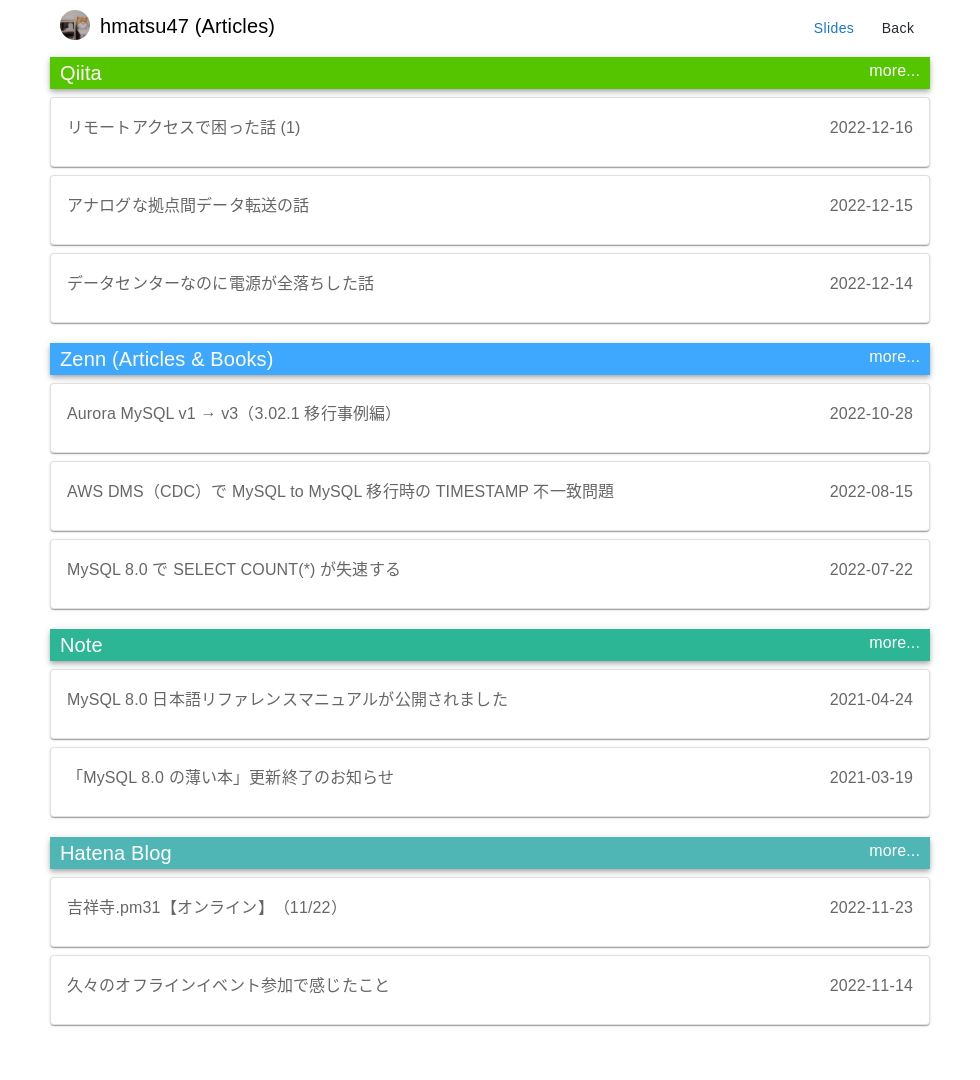 hmatsu47 (Articles)
Slides Back
Qiita more...
リモートアクセスで困った話 (1) 2022-12-16
アナログな拠点間データ転送の話 2022-12-15
データセンターなのに電源が全落ちした話 2022-12-14
Zenn (Articles & Books) more...
Aurora MySQL v1 → v3（3.02.1 移行事例編） 2022-10-28
AWS DMS（CDC）で MySQL to MySQL 移行時の TIMESTAMP 不一致問題 2022-08-15
MySQL 8.0 で SELECT COUNT(*) が失速する 2022-07-22
Note more...
MySQL 8.0 日本語リファレンスマニュアルが公開されました 2021-04-24
「MySQL 8.0 の薄い本」更新終了のお知らせ 2021-03-19
Hatena Blog more...
吉祥寺.pm31【オンライン】（11/22） 2022-11-23
久々のオフラインイベント参加で感じたこと 2022-11-14